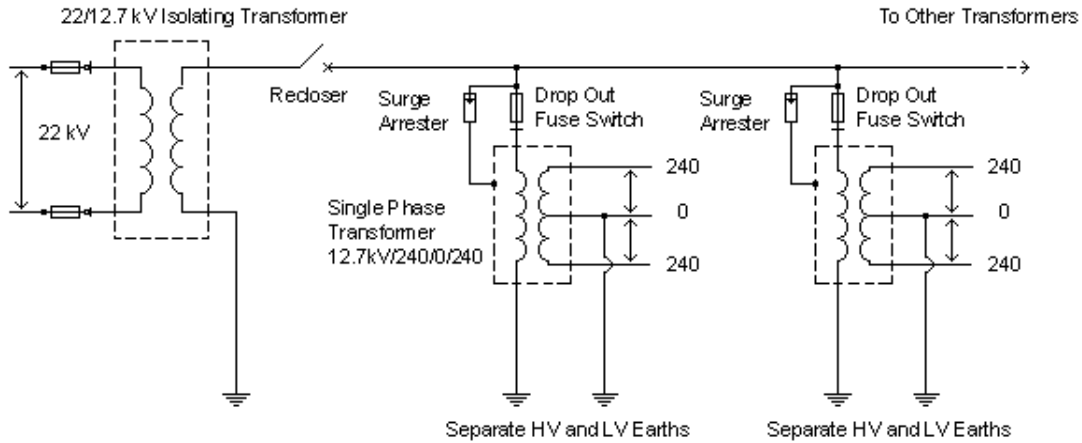 22/12.7 kV Isolating Transformer
To Other Transformers
Recloser
Surge
Arrester
Drop Out
Fuse Switch
Surge
Arrester
Drop Out
Fuse Switch
22 kV
240
0
240
240
0
240
Single Phase
Transformer
12.7kV/240/0/240
Separate HV and LV Earths
Separate HV and LV Earths